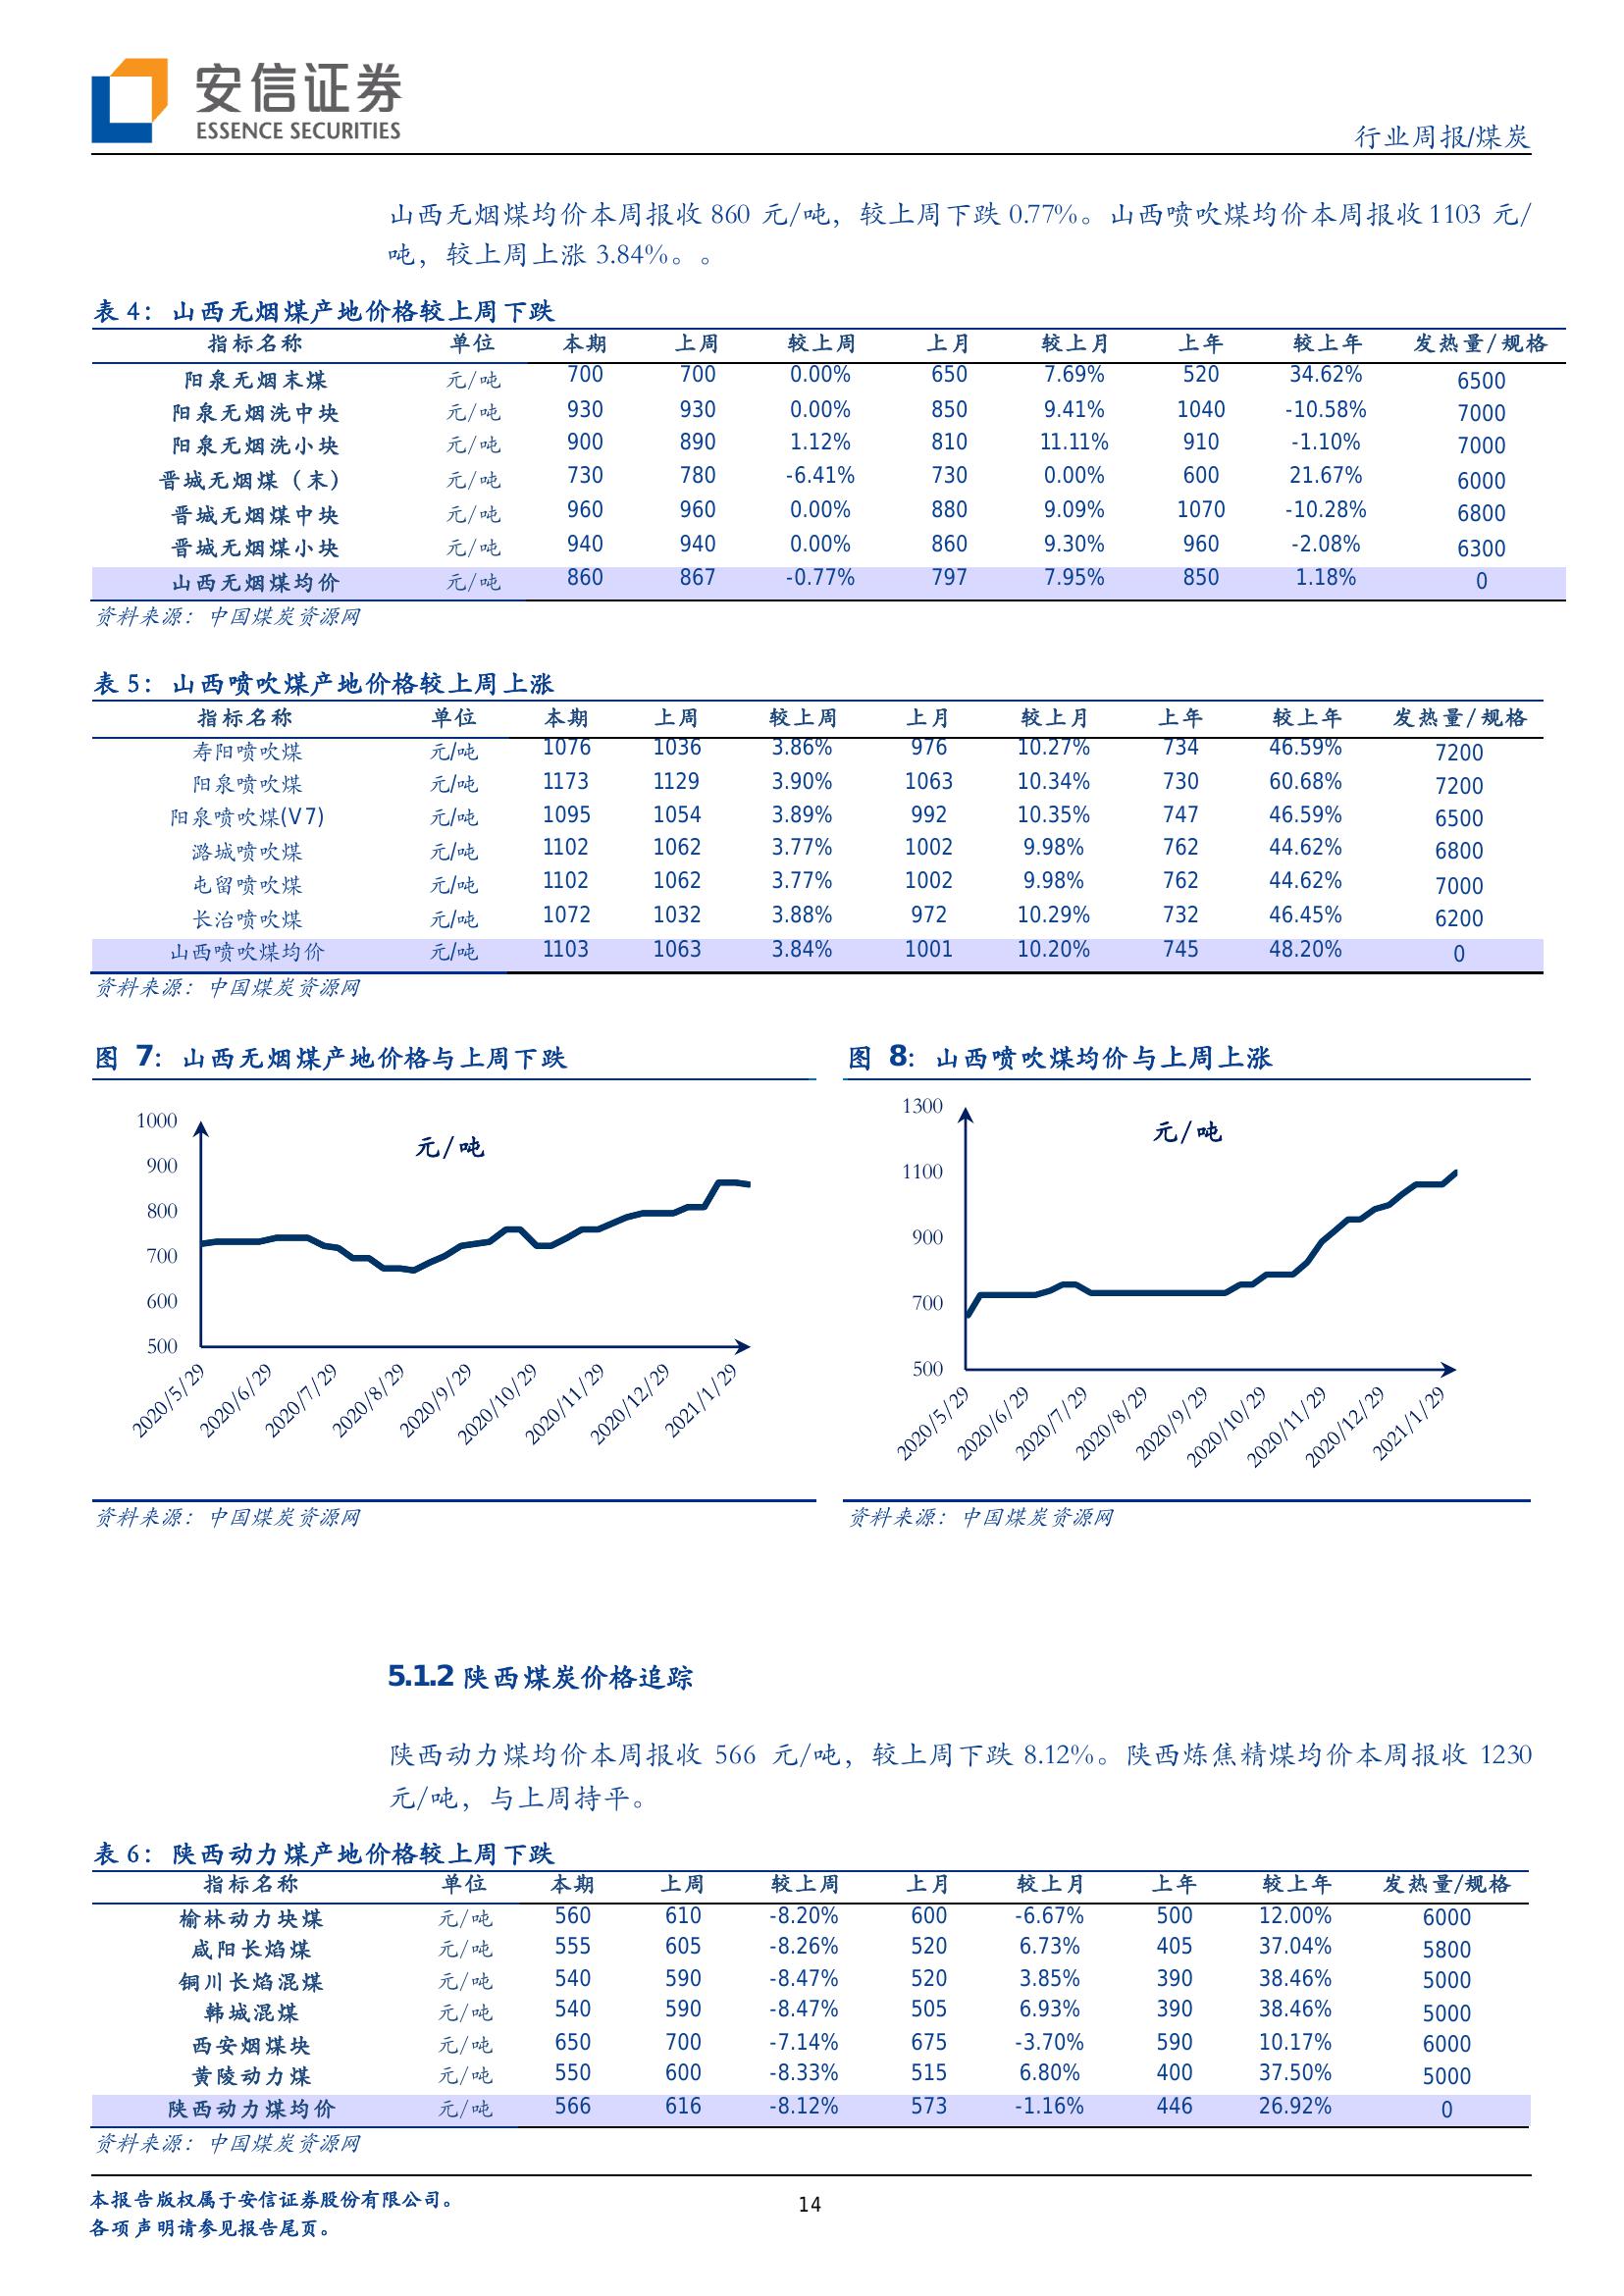 安信证券
ESSENCE SECURITIES
行业周报/煤炭
山西无烟煤均价本周报收 860 元/吨，较上周下跌 0.77%。山西喷吹煤均价本周报收 1103 元/
吨，较上周上涨 3.84%。。
表 4：山西无烟煤产地价格较上周下跌
指标名称 单位 本期 上周 较上周 上月 较上月 上年 较上年 发热量/规格
阳泉无烟末煤 元/吨 700 700 0.00% 650 7.69% 520 34.62% 6500
阳泉无烟洗中块 元/吨 930 930 0.00% 850 9.41% 1040 -10.58% 7000
阳泉无烟洗小块 元/吨 900 890 1.12% 810 11.11% 910 -1.10% 7000
晋城无烟煤（末） 元/吨 730 780 -6.41% 730 0.00% 600 21.67% 6000
晋城无烟煤中块 元/吨 960 960 0.00% 880 9.09% 1070 -10.28% 6800
晋城无烟煤小块 元/吨 940 940 0.00% 860 9.30% 960 -2.08% 6300
山西无烟煤均价 元/吨 860 867 -0.77% 797 7.95% 850 1.18% 0
资料来源：中国煤炭资源网
表 5：山西喷吹煤产地价格较上周上涨
指标名称 单位 本期 上周 较上周 上月 较上月 上年 较上年 发热量/规格
寿阳喷吹煤 元/吨 1076 1036 3.86% 976 10.27% 734 46.59% 7200
阳泉喷吹煤 元/吨 1173 1129 3.90% 1063 10.34% 730 60.68% 7200
阳泉喷吹煤(V7) 元/吨 1095 1054 3.89% 992 10.35% 747 46.59% 6500
潞城喷吹煤 元/吨 1102 1062 3.77% 1002 9.98% 762 44.62% 6800
屯留喷吹煤 元/吨 1102 1062 3.77% 1002 9.98% 762 44.62% 7000
长治喷吹煤 元/吨 1072 1032 3.88% 972 10.29% 732 46.45% 6200
山西喷吹煤均价 元/吨 1103 1063 3.84% 1001 10.20% 745 48.20% 0
资料来源：中国煤炭资源网
图 7：山西无烟煤产地价格与上周下跌
元/吨
1000
900
800
700
600
500
2020/5/29 2020/6/29 2020/7/29 2020/8/29 2020/9/29 2020/10/29 2020/11/29 2020/12/29 2021/1/29
资料来源：中国煤炭资源网
图 8：山西喷吹煤均价与上周上涨
元/吨
1300
1100
900
700
500
2020/5/29 2020/6/29 2020/7/29 2020/8/29 2020/9/29 2020/10/29 2020/11/29 2020/12/29 2021/1/29
资料来源：中国煤炭资源网
5.1.2 陕西煤炭价格追踪
陕西动力煤均价本周报收 566 元/吨，较上周下跌 8.12%。陕西炼焦精煤均价本周报收 1230
元/吨，与上周持平。
表 6：陕西动力煤产地价格较上周下跌
指标名称 单位 本期 上周 较上周 上月 较上月 上年 较上年 发热量/规格
榆林动力块煤 元/吨 560 610 -8.20% 600 -6.67% 500 12.00% 6000
咸阳长焰煤 元/吨 555 605 -8.26% 520 6.73% 405 37.04% 5800
铜川长焰混煤 元/吨 540 590 -8.47% 520 3.85% 390 38.46% 5000
韩城混煤 元/吨 540 590 -8.47% 505 6.93% 390 38.46% 5000
西安烟煤块 元/吨 650 700 -7.14% 675 -3.70% 590 10.17% 6000
黄陵动力煤 元/吨 550 600 -8.33% 515 6.80% 400 37.50% 5000
陕西动力煤均价 元/吨 566 616 -8.12% 573 -1.16% 446 26.92% 0
资料来源：中国煤炭资源网
本报告版权属于安信证券股份有限公司。
各项声明请参见报告尾页。
14